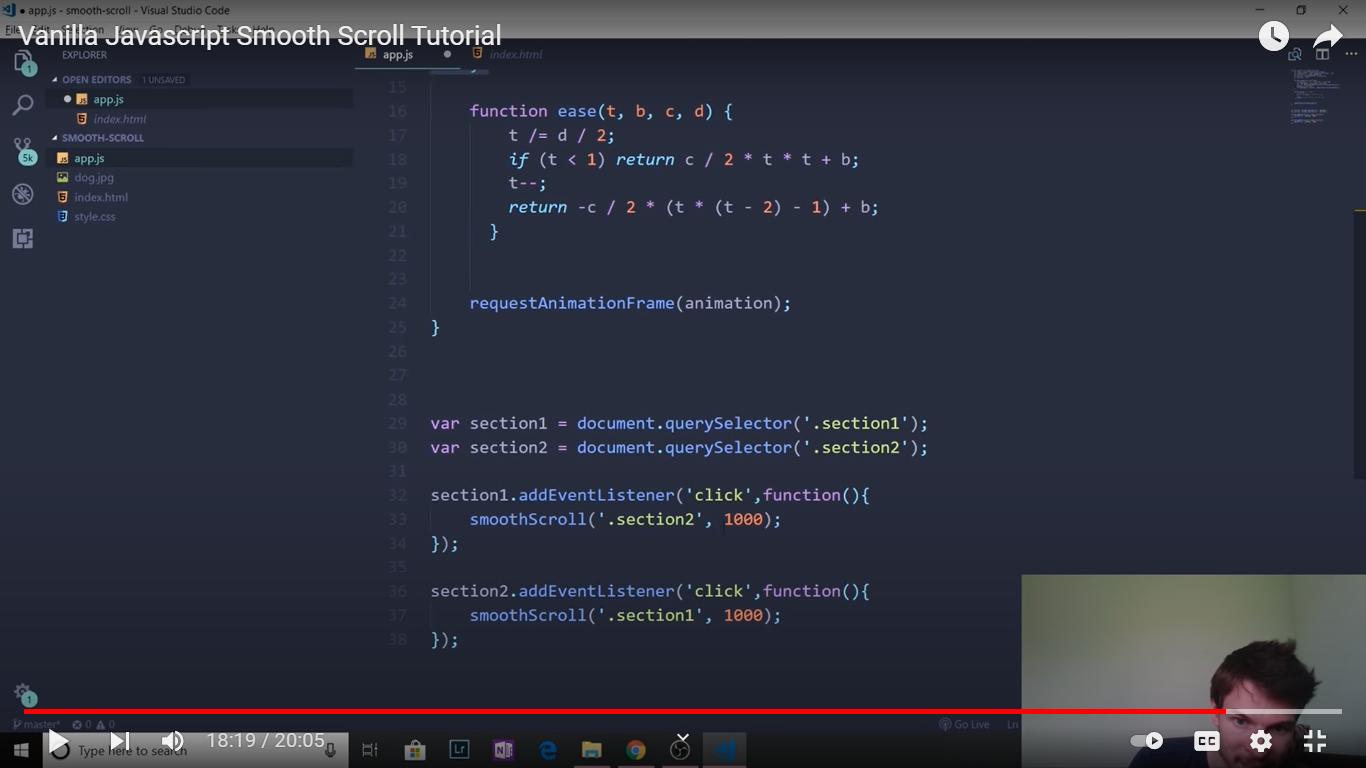 app.js - smooth-scroll - Visual Studio Code
Vanilla Javascript Smooth Scroll Tutorial
EXPLORER
app.js
index.html
OPEN EDITORS 1 UNSAVED
app.js
index.html
SMOOTH-SCROLL
app.js
dog.jpg
index.html
style.css
1
5k
1
15
16 function ease(t, b, c, d) {
17 t /= d / 2;
18 if (t < 1) return c / 2 * t * t + b;
19 t--;
20 return -c / 2 * (t * (t - 2) - 1) + b;
21 }
22
23
24 requestAnimationFrame(animation);
25 }
26
27
28
29 var section1 = document.querySelector('.section1');
30 var section2 = document.querySelector('.section2');
31
32 section1.addEventListener('click',function(){
33 smoothScroll('.section2', 1000);
34 });
35
36 section2.addEventListener('click',function(){
37 smoothScroll('.section1', 1000);
38 });
master* 0 0
Go Live Ln
Type here to search
18:19 / 20:05
Lr
CC